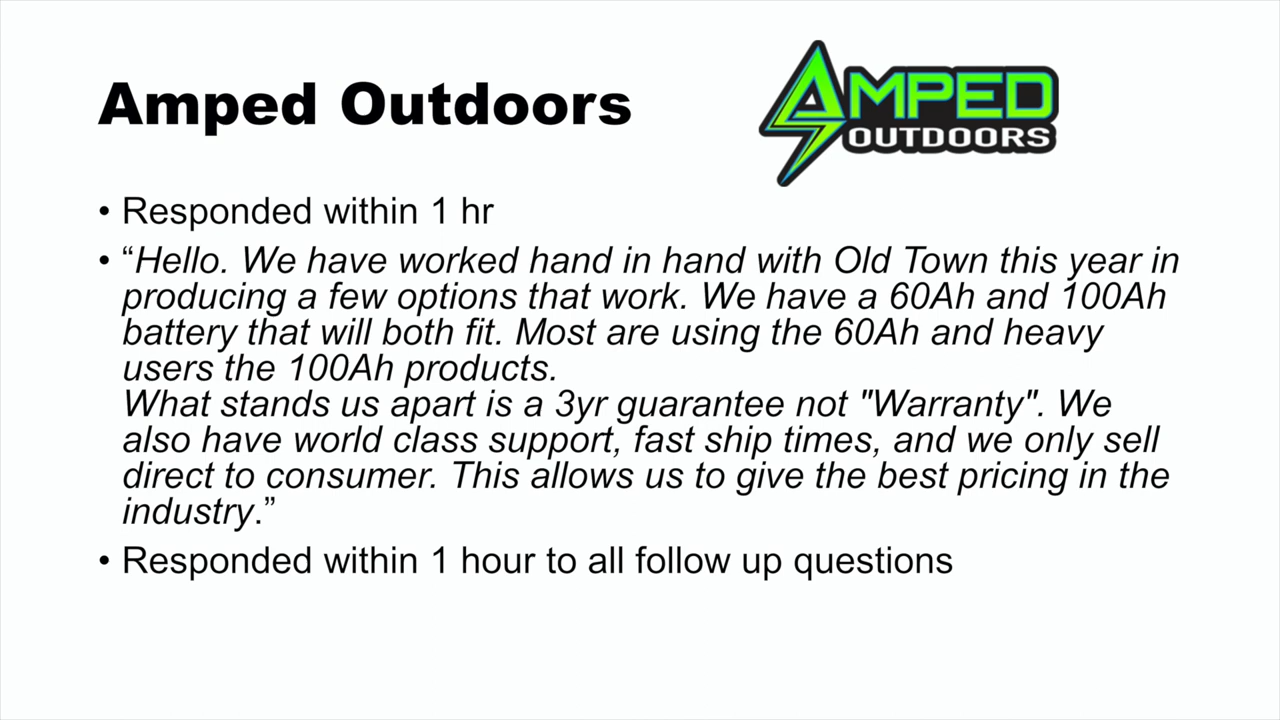 Amped Outdoors
AMPED
OUTDOORS
• Responded within 1 hr
• “Hello. We have worked hand in hand with Old Town this year in
producing a few options that work. We have a 60Ah and 100Ah
battery that will both fit. Most are using the 60Ah and heavy
users the 100Ah products.
What stands us apart is a 3yr guarantee not "Warranty". We
also have world class support, fast ship times, and we only sell
direct to consumer. This allows us to give the best pricing in the
industry.”
• Responded within 1 hour to all follow up questions